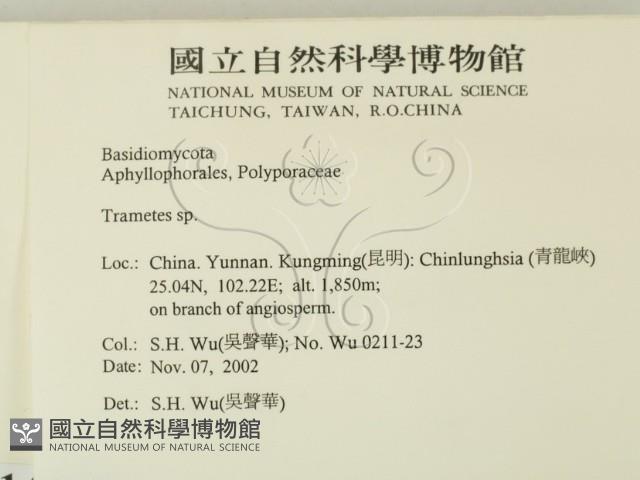 國立自然科學博物館
NATIONAL MUSEUM OF NATURAL SCIENCE
TAICHUNG, TAIWAN, R.O.CHINA
Basidiomycota
Aphyllophorales, Polyporaceae
Trametes sp.
Loc.: China. Yunnan. Kungming(昆明): Chinlunghsia (青龍峽)
25.04N, 102.22E; alt. 1,850m;
on branch of angiosperm.
Col.: S.H. Wu(吳聲華); No. Wu 0211-23
Date: Nov. 07, 2002
Det.: S.H. Wu(吳聲華)
國立自然科學博物館
NATIONAL MUSEUM OF NATURAL SCIENCE